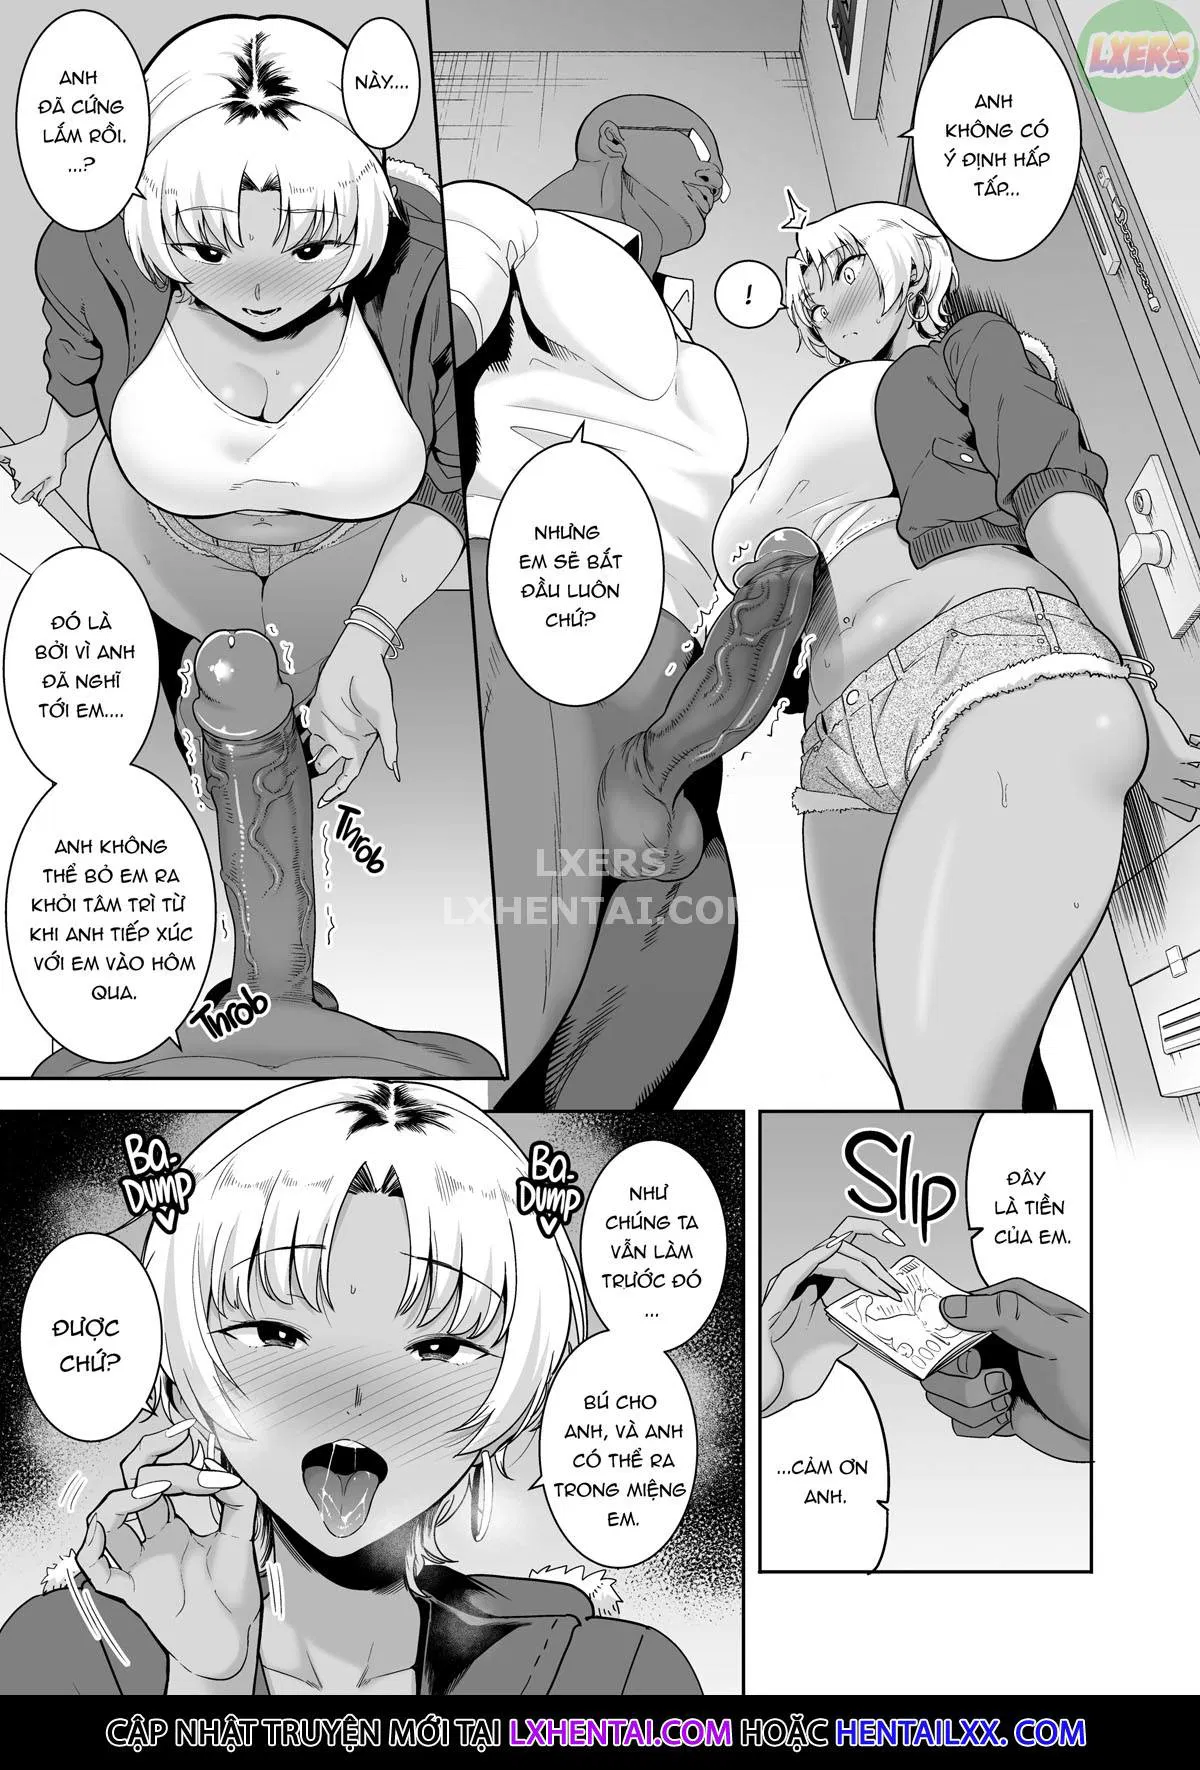 LXERS
ANH
KHÔNG CÓ
Ý ĐỊNH HẤP
TẤP...
!
NHƯNG
EM SẼ BẮT
ĐẦU LUÔN
CHỨ?
NÀY....
ANH
ĐÃ CỨNG
LẮM RỒI.
...?
ĐÓ LÀ
BỞI VÌ ANH
ĐÃ NGHĨ
TỚI EM....
ANH KHÔNG
THỂ BỎ EM RA
KHỎI TÂM TRÌ TỪ
KHI ANH TIẾP XÚC
VỚI EM VÀO HÔM
QUA.
THROB
THROB
LXERS
LXHENTAI.COM
ĐÂY
LÀ TIỀN
CỦA EM.
SLIP
...CẢM ƠN
ANH.
NHƯ
CHÚNG TA
VẪN LÀM
TRƯỚC ĐÓ
...
BÚ CHO
ANH, VÀ ANH
CÓ THỂ RA
TRONG MIỆNG
EM.
BA-
DUMP
BA-
DUMP
ĐƯỢC
CHỨ?
CẬP NHẬT TRUYỆN MỚI TẠI LXHENTAI.COM HOẶC HENTAILXX. COM